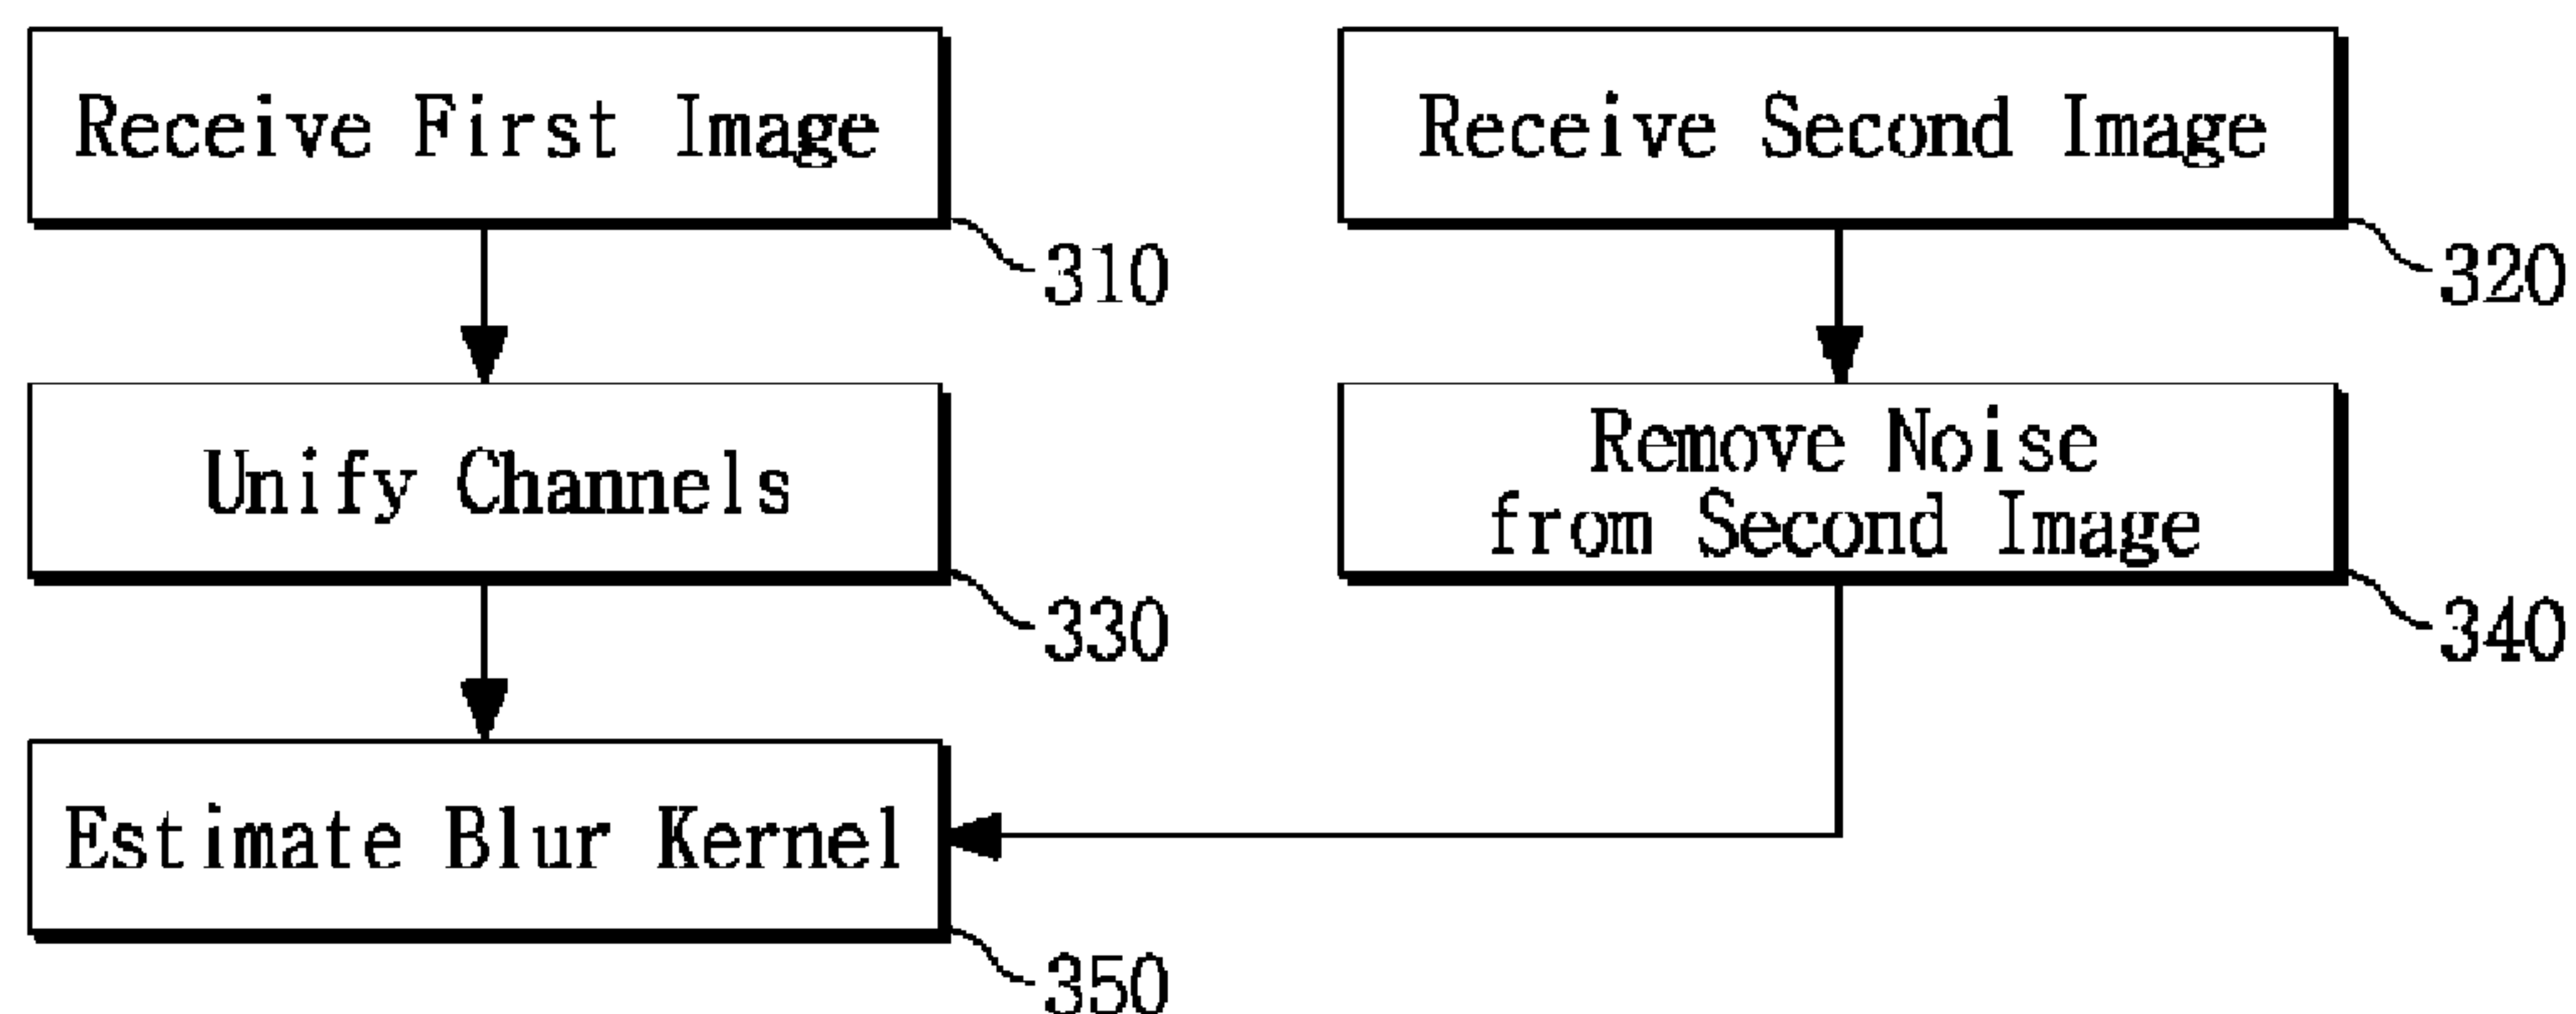 Receive First Image
310
Receive Second Image
320
Unify Channels
330
Remove Noise
from Second Image
340
Estimate Blur Kernel
350